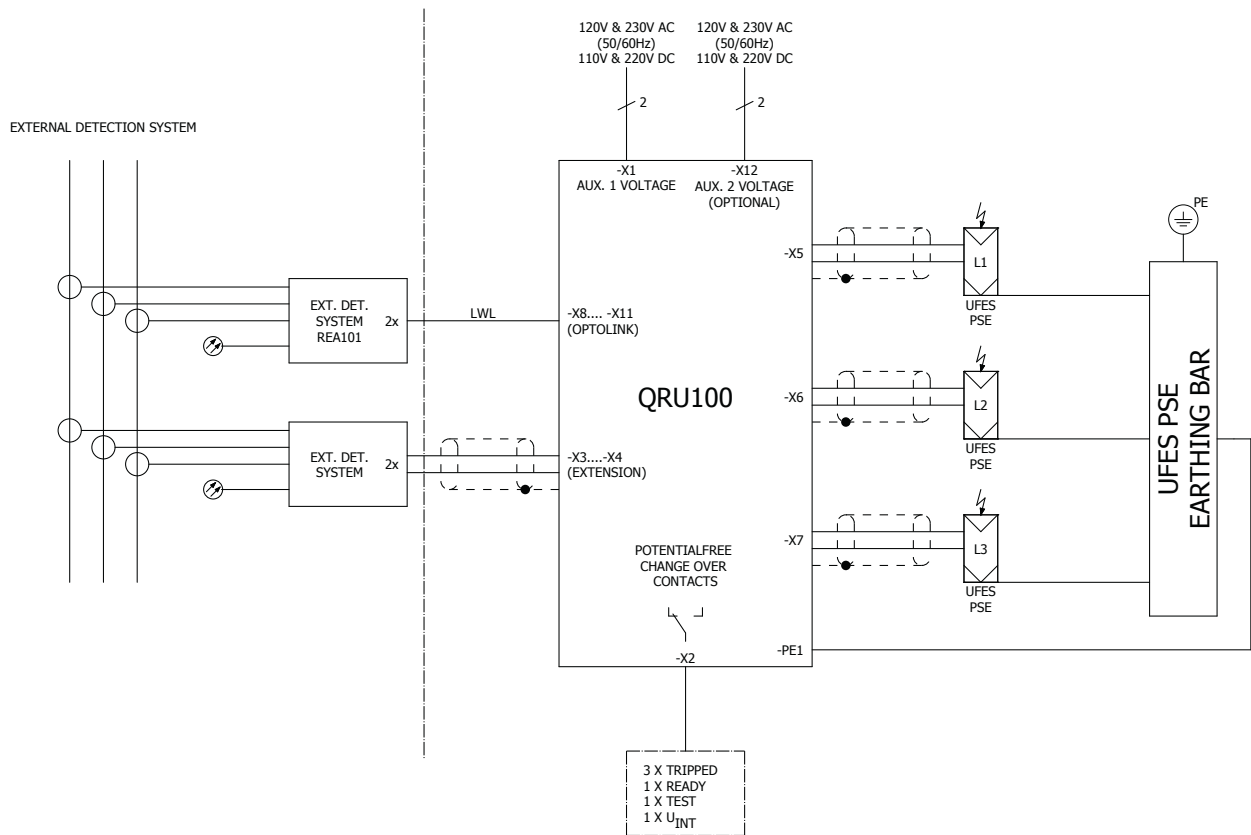 120V & 230V AC
(50/60Hz)
110V & 220V DC
120V & 230V AC
(50/60Hz)
110V & 220V DC
2
2
EXTERNAL DETECTION SYSTEM
-X1
AUX. 1 VOLTAGE
-X12
AUX. 2 VOLTAGE
(OPTIONAL)
PE
-X5
L1
UFES
PSE
EXT. DET.
SYSTEM
REA101
2x
LWL
-X8.... -X11
(OPTOLINK)
QRU100
-X6
L2
UFES
PSE
UFES PSE
EARTHING BAR
EXT. DET.
SYSTEM
2x
-X3....-X4
(EXTENSION)
-X7
L3
UFES
PSE
POTENTIALFREE
CHANGE OVER
CONTACTS
-X2
-PE1
3 X TRIPPED
1 X READY
1 X TEST
1 X UINT